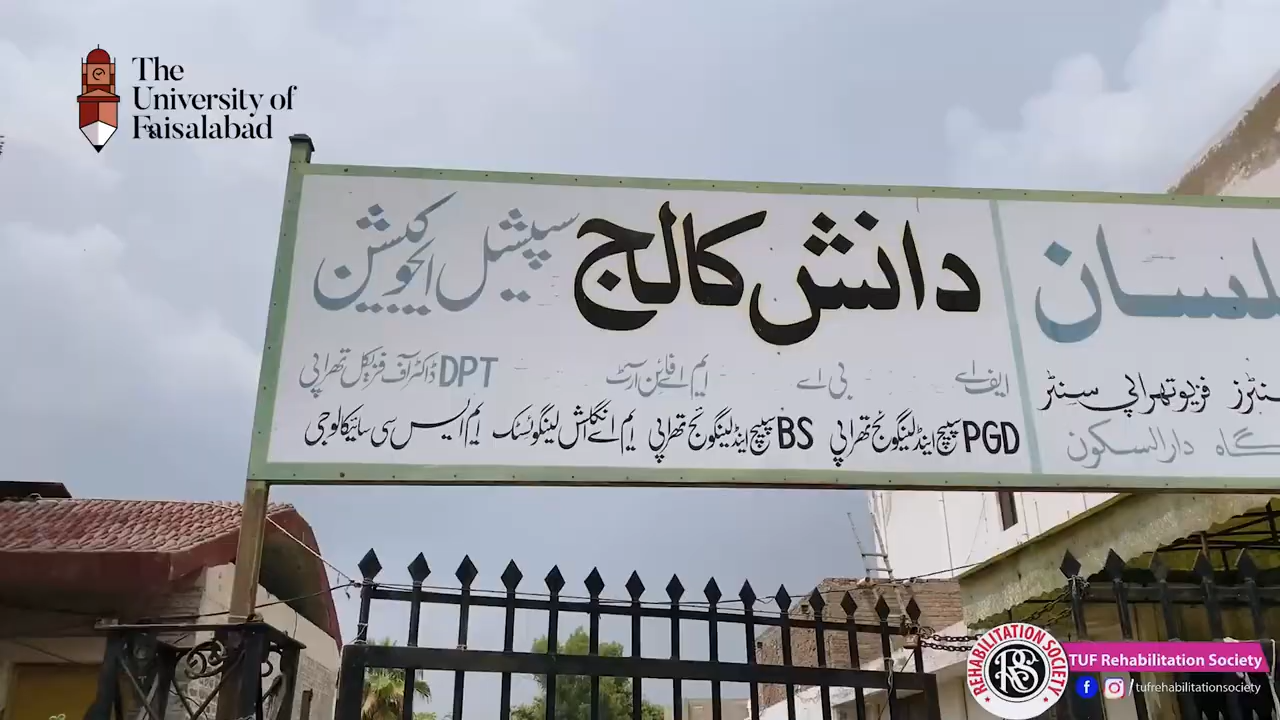 The
University of
Faisalabad
دانش کالج سپیشل ایجوکیشن
ایف اے بی اے ایم اے فائن آرٹ DPT ڈاکٹر آف فزیکل تھراپی
PGD سپیچ اینڈ لینگوئج تھراپی BS سپیچ اینڈ لینگوئج تھراپی ایم اے انگلش لینگوئسٹک ایم ایس سی سائیکالوجی
فزیوتھراپی سنٹر
دارالسکون
REHABILITATION SOCIETY
RS
TUF Rehabilitation Society
/tufrehabilitationsociety